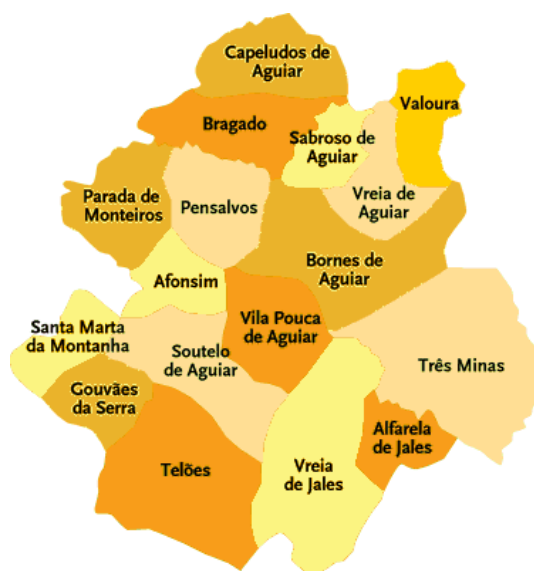 Capeludos de
Aguiar
Valoura
Bragado
Sabroso de
Aguiar
Parada de
Monteiros
Pensalvos
Vreia de
Aguiar
Bornes de
Aguiar
Afonsim
Santa Marta
da Montanha
Vila Pouca
de Aguiar
Soutelo
de Aguiar
Três Minas
Gouvães
da Serra
Alfarela
de Jales
Telões
Vreia
de Jales